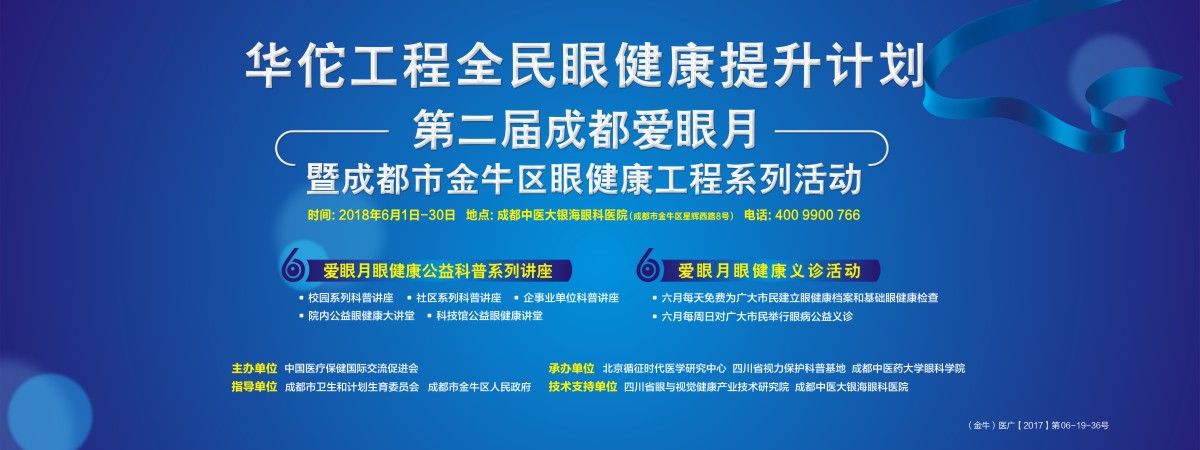 华佗工程全民眼健康提升计划
第二届成都爱眼月
暨成都市金牛区眼健康工程系列活动
时间: 2018年6月1日-30日 地点: 成都中医大银海眼科医院（成都市金牛区星辉西路8号） 电话: 400 9900 766
6 爱眼月眼健康公益科普系列讲座
▪ 校园系列科普讲座 ▪ 社区系列科普讲座 ▪ 企事业单位科普讲座
▪ 院内公益眼健康大讲堂 ▪ 科技馆公益眼健康讲堂
6 爱眼月眼健康义诊活动
▪ 六月每天免费为广大市民建立眼健康档案和基础眼健康检查
▪ 六月每周日对广大市民举行眼病公益义诊
主办单位 中国医疗保健国际交流促进会
指导单位 成都市卫生和计划生育委员会 成都市金牛区人民政府
承办单位 北京循征时代医学研究中心 四川省视力保护科普基地 成都中医药大学眼科学院
技术支持单位 四川省眼与视觉健康产业技术研究院 成都中医大银海眼科医院
（金牛）医广【2017】第06-19-36号